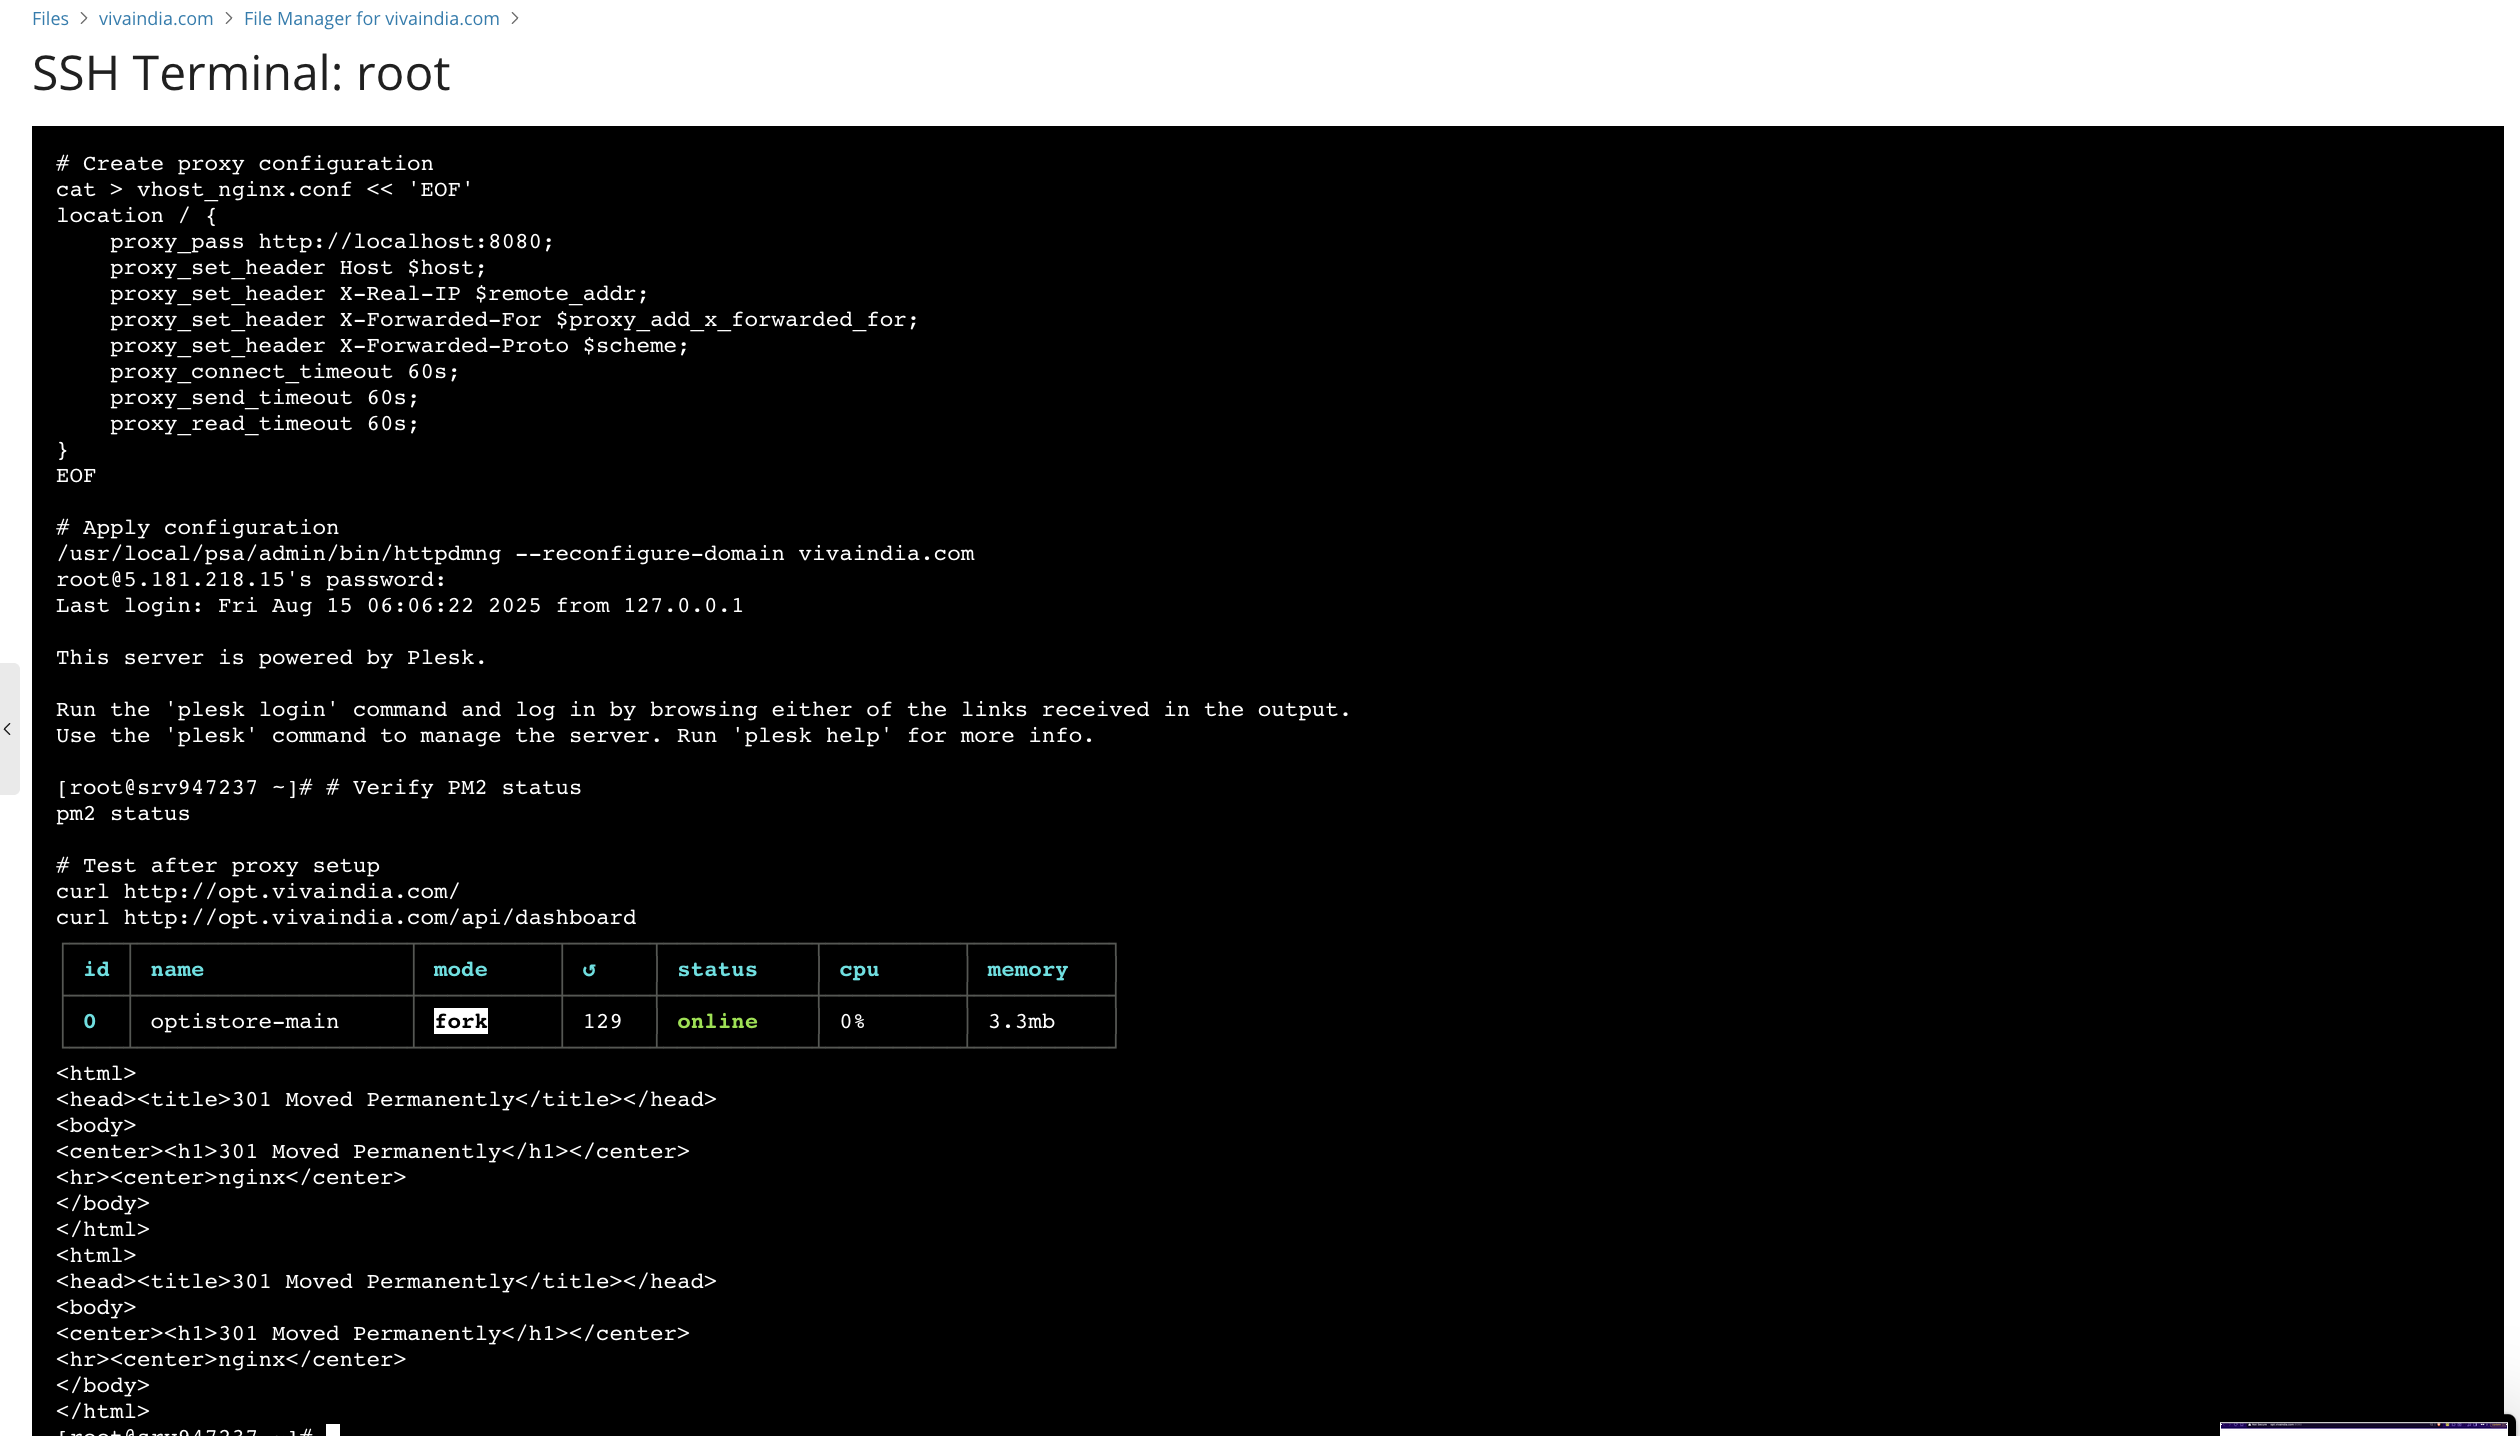 Files > vivaindia.com > File Manager for vivaindia.com >
SSH Terminal: root
# Create proxy configuration
cat > vhost_nginx.conf << 'EOF'
location / {
    proxy_pass http://localhost:8080;
    proxy_set_header Host $host;
    proxy_set_header X-Real-IP $remote_addr;
    proxy_set_header X-Forwarded-For $proxy_add_x_forwarded_for;
    proxy_set_header X-Forwarded-Proto $scheme;
    proxy_connect_timeout 60s;
    proxy_send_timeout 60s;
    proxy_read_timeout 60s;
}
EOF
# Apply configuration
/usr/local/psa/admin/bin/httpdmng --reconfigure-domain vivaindia.com
root@5.181.218.15's password:
Last login: Fri Aug 15 06:06:22 2025 from 127.0.0.1
This server is powered by Plesk.
Run the 'plesk login' command and log in by browsing either of the links received in the output.
Use the 'plesk' command to manage the server. Run 'plesk help' for more info.
[root@srv947237 ~]# # Verify PM2 status
pm2 status
# Test after proxy setup
curl http://opt.vivaindia.com/
curl http://opt.vivaindia.com/api/dashboard
id name mode ↺ status cpu memory
0 optistore-main fork 129 online 0% 3.3mb
<html>
<head><title>301 Moved Permanently</title></head>
<body>
<center><h1>301 Moved Permanently</h1></center>
<hr><center>nginx</center>
</body>
</html>
<html>
<head><title>301 Moved Permanently</title></head>
<body>
<center><h1>301 Moved Permanently</h1></center>
<hr><center>nginx</center>
</body>
</html>
[root@srv947237 ~]#